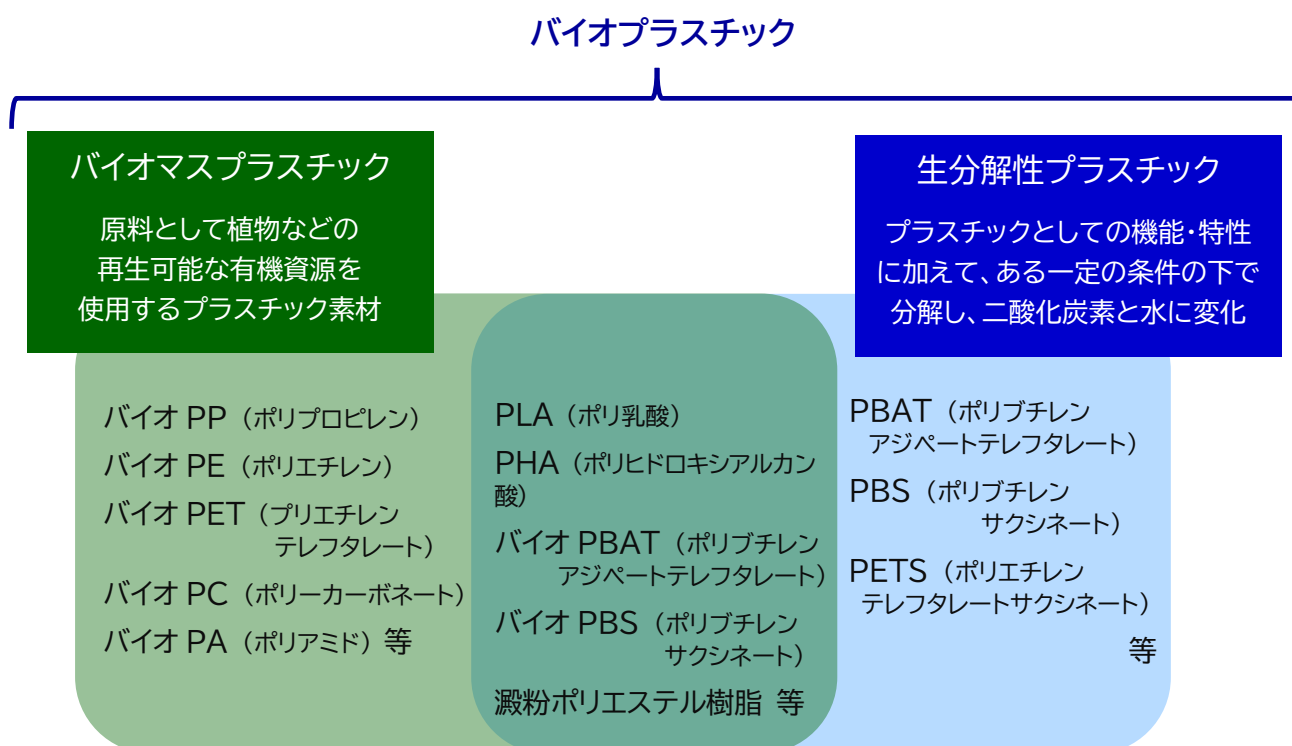 バイオプラスチック
バイオマスプラスチック
原料として植物などの
再生可能な有機資源を
使用するプラスチック素材
生分解性プラスチック
プラスチックとしての機能・特性
に加えて、ある一定の条件の下で
分解し、二酸化炭素と水に変化
バイオ PP（ポリプロピレン）
バイオ PE（ポリエチレン）
バイオ PET（プリエチレン
テレフタレート）
バイオ PC（ポリーカーボネート）
バイオ PA（ポリアミド）等
PLA（ポリ乳酸）
PHA（ポリヒドロキシアルカン
酸）
バイオ PBAT（ポリブチレン
アジペートテレフタレート）
バイオ PBS（ポリブチレン
サクシネート）
澱粉ポリエステル樹脂 等
PBAT（ポリブチレン
アジペートテレフタレート）
PBS（ポリブチレン
サクシネート）
PETS（ポリエチレン
テレフタレートサクシネート）
等